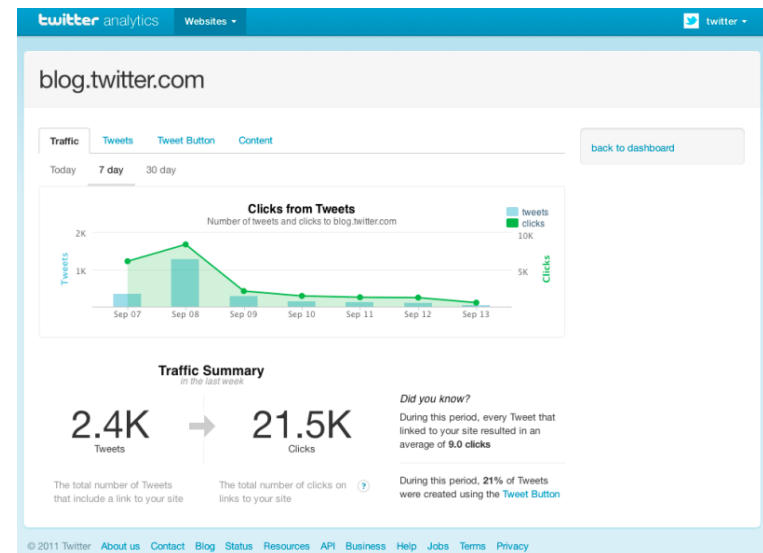 twitter analytics Websites twitter
blog.twitter.com
Traffic Tweets Tweet Button Content
back to dashboard
Today 7 day 30 day
Clicks from Tweets
Number of tweets and clicks to blog.twitter.com
tweets
clicks
2K 10K
1K 5K
Tweets
Clicks
Sep 07 Sep 08 Sep 09 Sep 10 Sep 11 Sep 12 Sep 13
Traffic Summary
in the last week
2.4K 21.5K
Tweets Clicks
The total number of Tweets
that include a link to your site
The total number of clicks on ?
links to your site
Did you know?
During this period, every Tweet that
linked to your site resulted in an
average of 9.0 clicks
During this period, 21% of Tweets
were created using the Tweet Button
© 2011 Twitter About us Contact Blog Status Resources API Business Help Jobs Terms Privacy